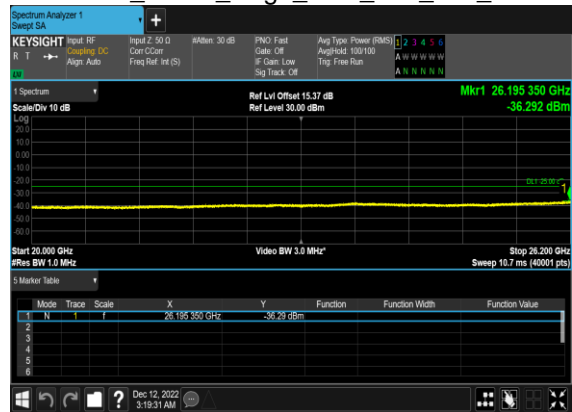 Spectrum Analyzer 1
Swept SA
+
KEYSIGHT Input: RF Input Z: 50 Ω #Atten: 30 dB PNO: Fast Avg Type: Power (RMS) 1 2 3 4 5 6
R T Coupling: DC Corr CCorr Gate: Off Avg|Hold: 100/100 A W W W W W
Align: Auto Freq Ref: Int (S) IF Gain: Low Trig: Free Run
LW Sig Track: Off A N N N N N
1 Spectrum Ref Lvl Offset 15.37 dB Mkr1 26.195 350 GHz
Scale/Div 10 dB Ref Level 30.00 dBm -36.292 dBm
Log
20.0
10.0
0.00
-10.0
-20.0
-30.0
-40.0
-50.0
-60.0
1
Start 20.000 GHz Video BW 3.0 MHz* Stop 26.200 GHz
#Res BW 1.0 MHz Sweep 10.7 ms (40001 pts)
5 Marker Table
Mode Trace Scale X Y Function Function Width Function Value
1 N 1 f 26.195 350 GHz -36.29 dBm
2
3
4
5
6
? Dec 12, 2022
3:19:31 AM